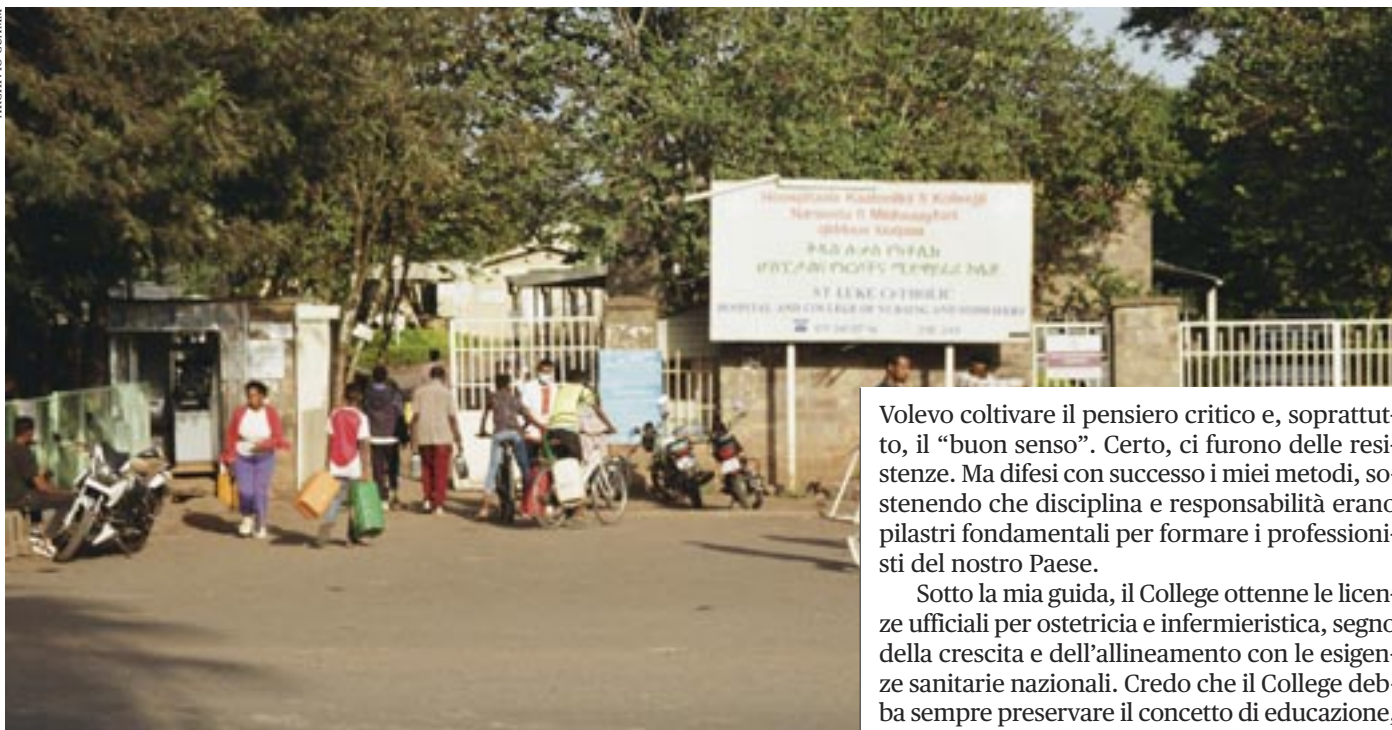 ST LUKE CATHOLIC
HOSPITAL AND COLLEGE OF NURSING AND MIDWIFERY
Volevo coltivare il pensiero critico e, soprattut-
to, il “buon senso”. Certo, ci furono delle resi-
stenze. Ma difesi con successo i miei metodi, so-
stenendo che disciplina e responsabilità erano
pilastri fondamentali per formare i professioni-
sti del nostro Paese.
Sotto la mia guida, il College ottenne le licen-
ze ufficiali per ostetricia e infermieristica, segno
della crescita e dell’allineamento con le esigen-
ze sanitarie nazionali. Credo che il College deb-
ba sempre preservare il concetto di educazione,